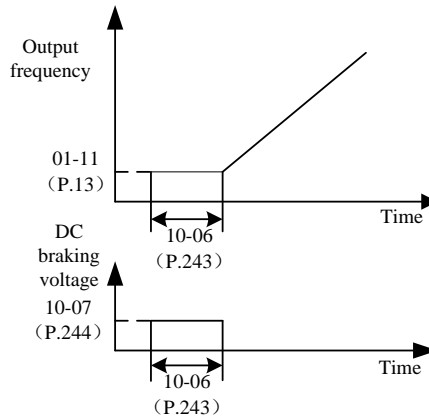 Output
frequency
01-11
（P.13）
Time
10-06
（P.243）
DC
braking
voltage
10-07
（P.244）
Time
10-06
（P.243）